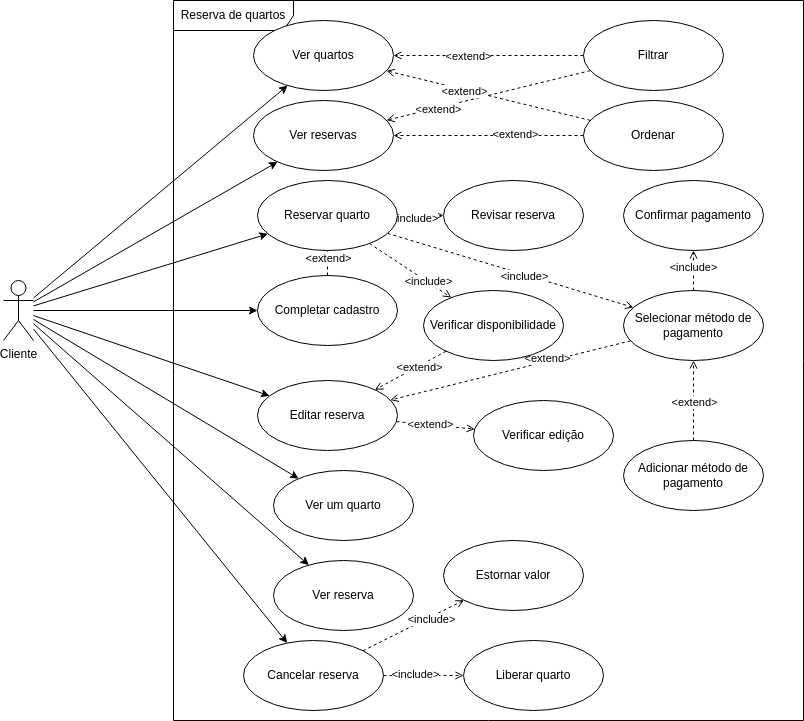 Reserva de quartos
Ver quartos
<extend>
Filtrar
<extend>
<extend>
Ver reservas
<extend>
Ordenar
Reservar quarto
include>
Revisar reserva
Confirmar pagamento
<extend>
<include>
<include>
<include>
Completar cadastro
Verificar disponibilidade
Selecionar método de
pagamento
Cliente
<extend>
<extend>
Editar reserva
<extend>
<extend>
Verificar edição
Adicionar método de
pagamento
Ver um quarto
Estornar valor
Ver reserva
<include>
Cancelar reserva
<include>
Liberar quarto